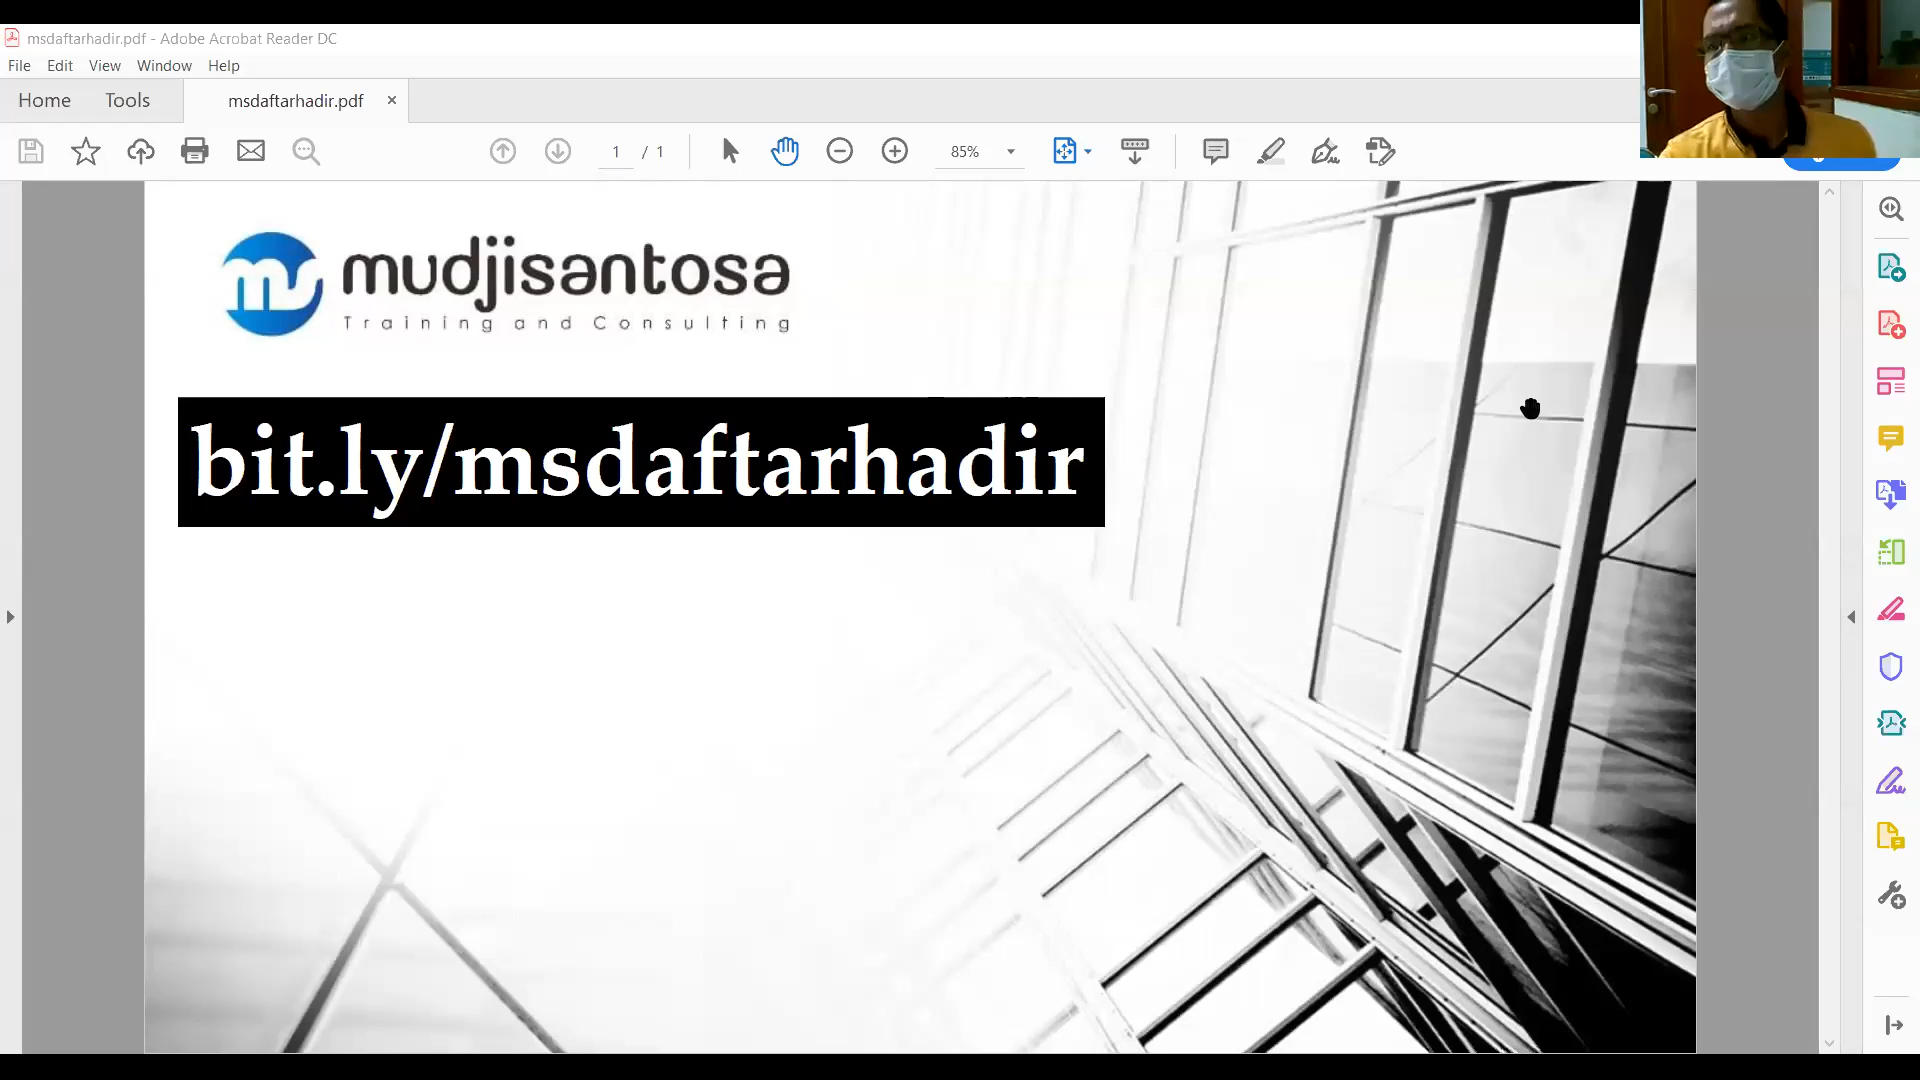 msdaftarhadir.pdf - Adobe Acrobat Reader DC
File Edit View Window Help
Home Tools msdaftarhadir.pdf ×
1 / 1 85%
mudjisantosa
Training and Consulting
bit.ly/msdaftarhadir